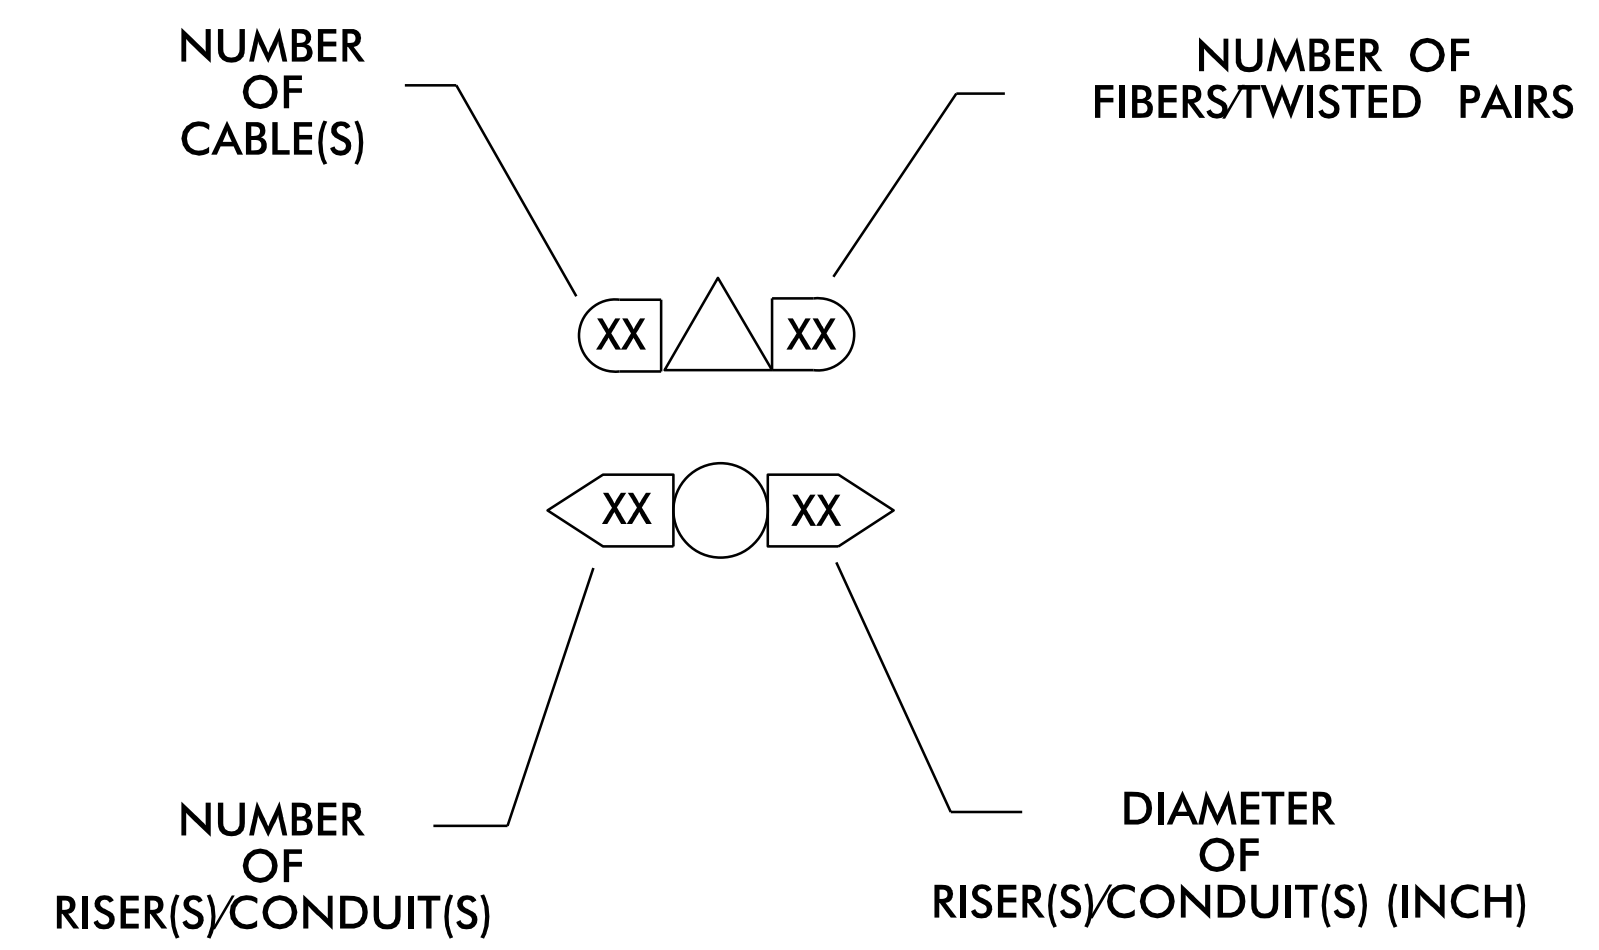 NUMBER
OF
CABLE(S)
NUMBER OF
FIBERS/TWISTED PAIRS
XX
XX
XX
XX
NUMBER
OF
RISER(S)/CONDUIT(S)
DIAMETER
OF
RISER(S)/CONDUIT(S) (INCH)